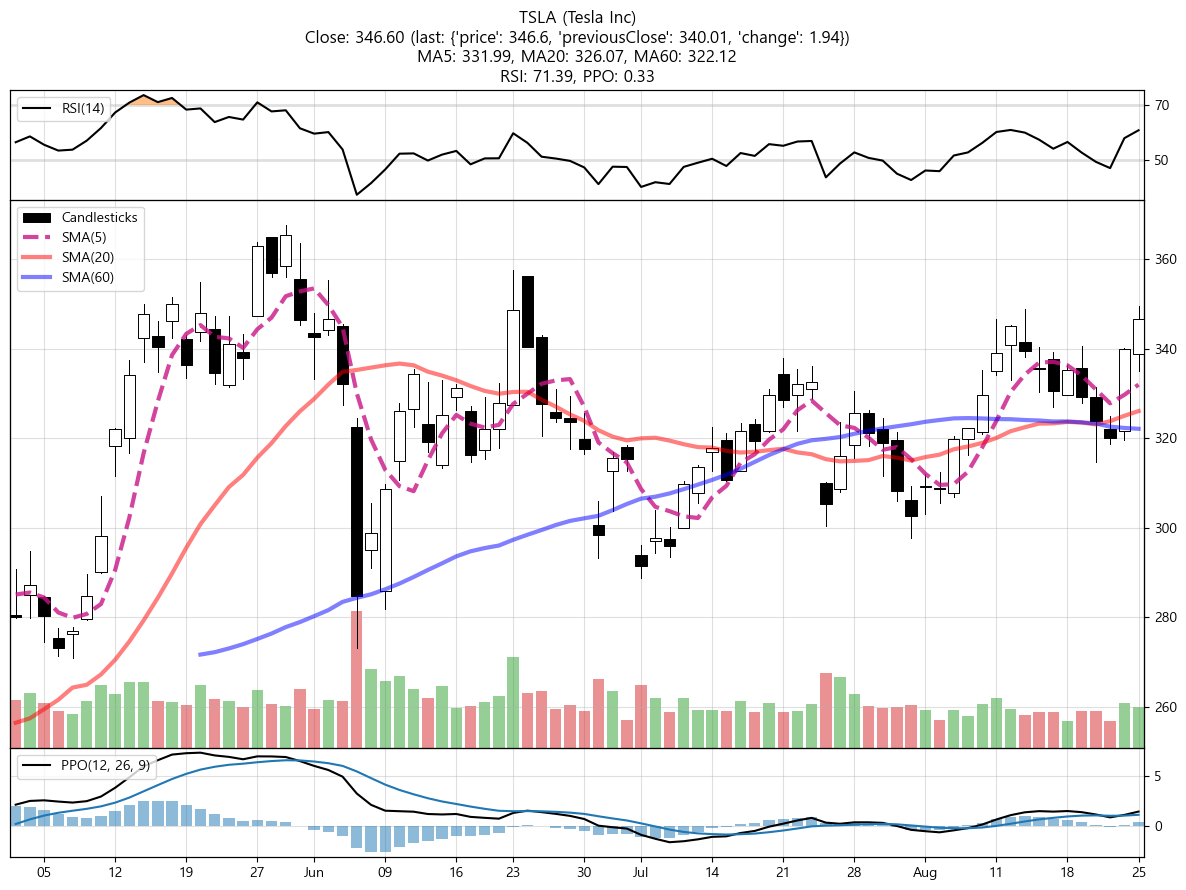 TSLA (Tesla Inc)
Close: 346.60 (last: {'price': 346.6, 'previousClose': 340.01, 'change': 1.94})
MA5: 331.99, MA20: 326.07, MA60: 322.12
RSI: 71.39, PPO: 0.33
RSI(14)
70
50
Candlesticks
SMA(5)
SMA(20)
SMA(60)
360
340
320
300
280
260
PPO(12, 26, 9)
5
0
05 12 19 27 Jun 09 16 23 30 Jul 14 21 28 Aug 11 18 25